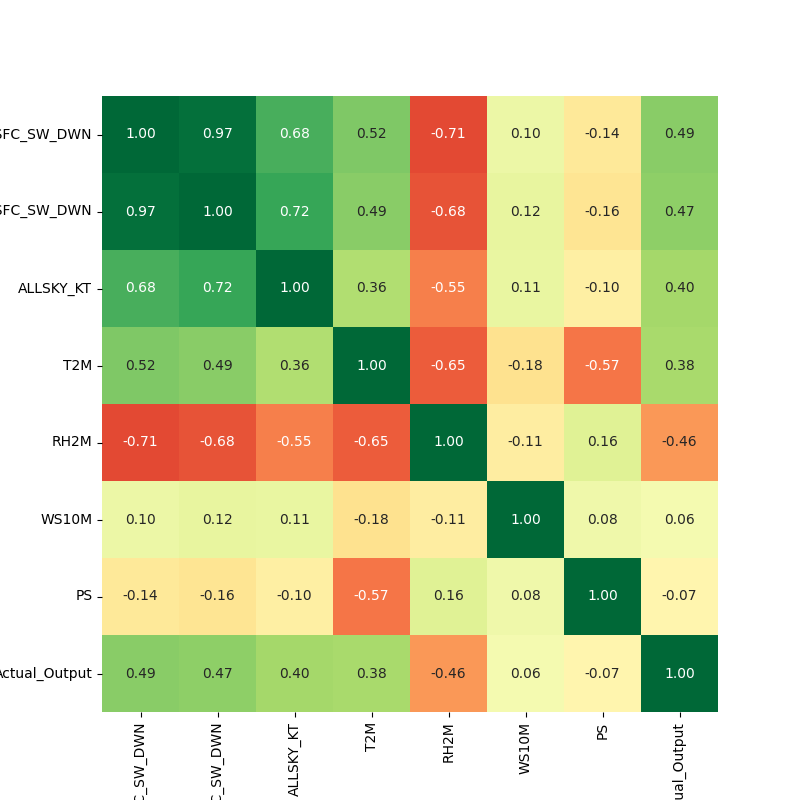 SFC_SW_DWN 1.00 0.97 0.68 0.52 -0.71 0.10 -0.14 0.49
SFC_SW_DWN 0.97 1.00 0.72 0.49 -0.68 0.12 -0.16 0.47
ALLSKY_KT 0.68 0.72 1.00 0.36 -0.55 0.11 -0.10 0.40
T2M 0.52 0.49 0.36 1.00 -0.65 -0.18 -0.57 0.38
RH2M -0.71 -0.68 -0.55 -0.65 1.00 -0.11 0.16 -0.46
WS10M 0.10 0.12 0.11 -0.18 -0.11 1.00 0.08 0.06
PS -0.14 -0.16 -0.10 -0.57 0.16 0.08 1.00 -0.07
Actual_Output 0.49 0.47 0.40 0.38 -0.46 0.06 -0.07 1.00
C_SW_DWN C_SW_DWN ALLSKY_KT T2M RH2M WS10M PS ual_Output